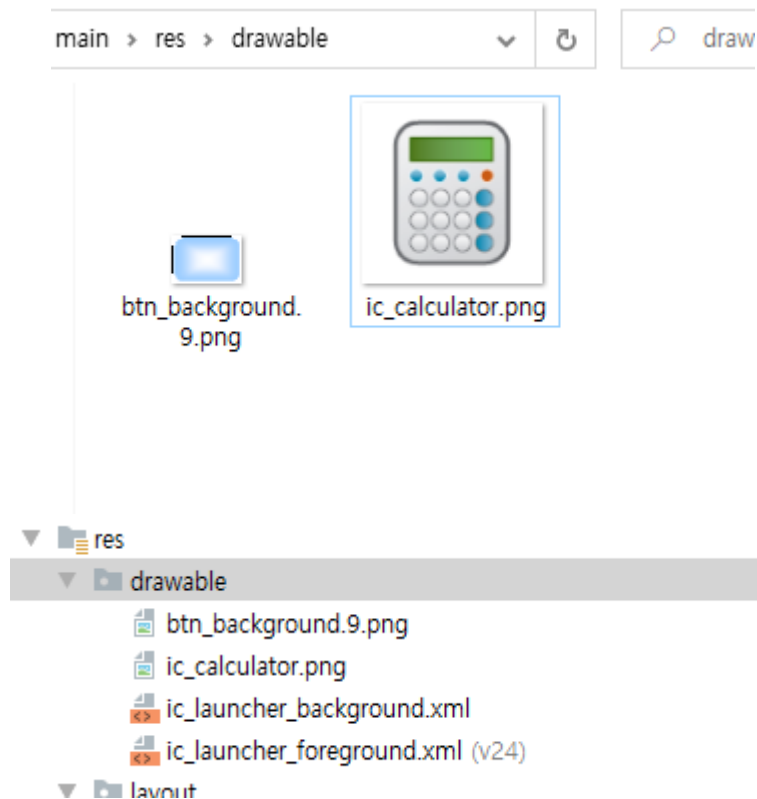 main > res > drawable
draw
btn_background.
9.png
ic_calculator.png
res
drawable
btn_background.9.png
ic_calculator.png
ic_launcher_background.xml
ic_launcher_foreground.xml (v24)
layout